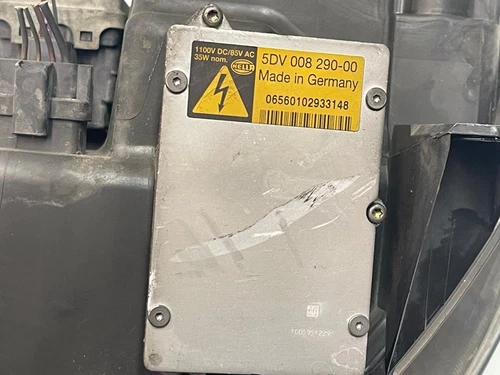 1100V DC/85V AC
35W nom.
HELLA
5DV 008 290-00
Made in Germany
06560102933148